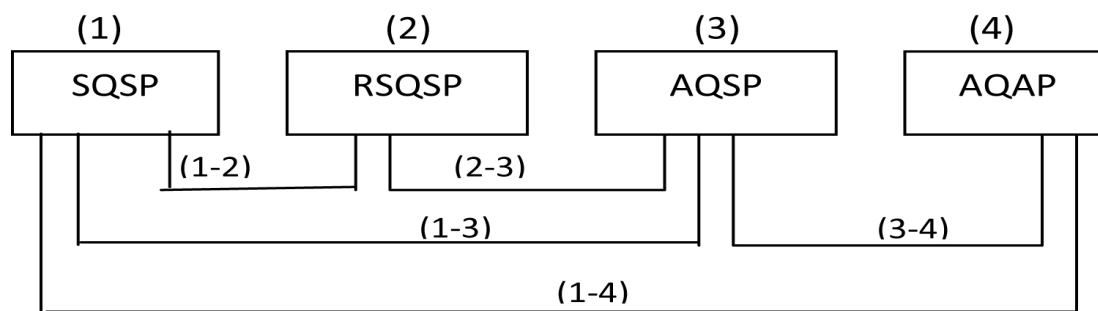 (1) (2) (3) (4)
SQSP RSQSP AQSP AQAP
(1-2) (2-3)
(1-3) (3-4)
(1-4)